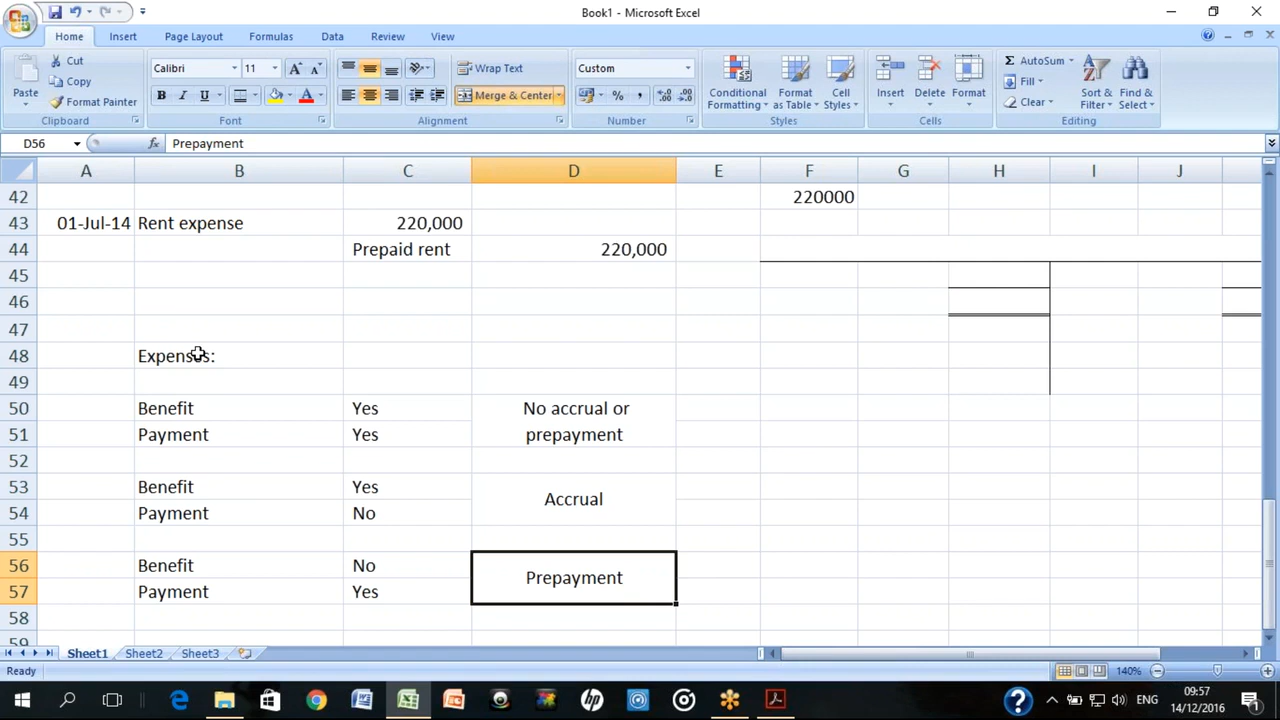 Book1 - Microsoft Excel
Home Insert Page Layout Formulas Data Review View
Paste
Cut
Copy
Format Painter
Clipboard
Calibri 11
B I U
Font
Wrap Text
Merge & Center
Alignment
Custom
Number
Conditional Formatting
Format as Table
Cell Styles
Styles
Insert Delete Format
Cells
AutoSum
Fill
Clear
Sort & Filter
Find & Select
Editing
D56 fx Prepayment
A B C D E F G H I J
42 220000
43 01-Jul-14 Rent expense 220,000
44 Prepaid rent 220,000
45
46
47
48 Expenses:
49
50 Benefit Yes No accrual or
51 Payment Yes prepayment
52
53 Benefit Yes Accrual
54 Payment No
55
56 Benefit No Prepayment
57 Payment Yes
58
59
Sheet1 Sheet2 Sheet3
Ready 140%
ENG 09:57
14/12/2016